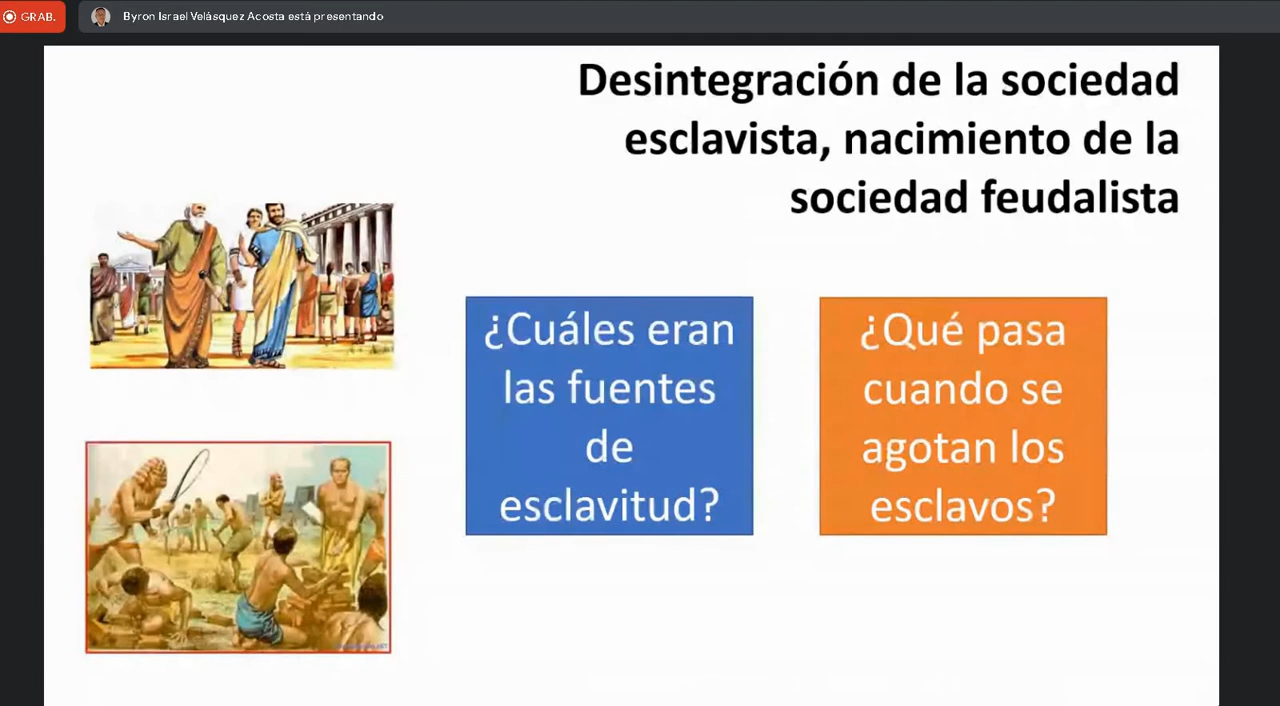 GRAB.
Byron Israel Velásquez Acosta está presentando
Desintegración de la sociedad
esclavista, nacimiento de la
sociedad feudalista
¿Cuáles eran
las fuentes
de
esclavitud?
¿Qué pasa
cuando se
agotan los
esclavos?